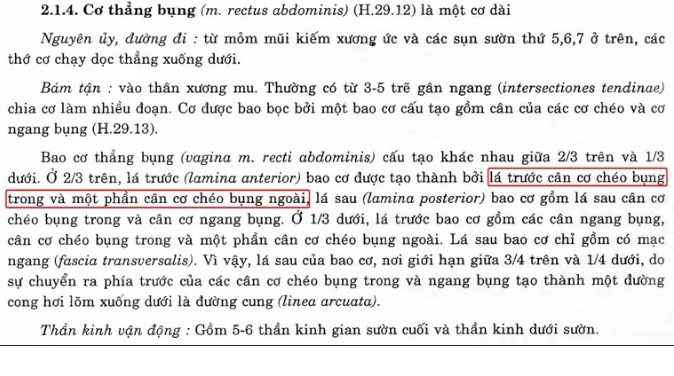 2.1.4. Cơ thẳng bụng (m. rectus abdominis) (H.29.12) là một cơ dài
Nguyên ủy, đường đi : từ mỏm mũi kiếm xương ức và các sụn sườn thứ 5,6,7 ở trên, các
thớ cơ chạy dọc thẳng xuống dưới.
Bám tận : vào thân xương mu. Thường có từ 3-5 trẽ gân ngang (intersectiones tendinae)
chia cơ làm nhiều đoạn. Cơ được bao bọc bởi một bao cơ cấu tạo gồm cân của các cơ chéo và cơ
ngang bụng (H.29.13).
Bao cơ thẳng bụng (vagina m. recti abdominis) cấu tạo khác nhau giữa 2/3 trên và 1/3
dưới. Ở 2/3 trên, lá trước (lamina anterior) bao cơ được tạo thành bởi lá trước cân cơ chéo bụng
trong và một phần cân cơ chéo bụng ngoài, lá sau (lamina posterior) bao cơ gồm lá sau cân cơ
chéo bụng trong và cân cơ ngang bụng. Ở 1/3 dưới, lá trước bao cơ gồm các cân ngang bụng,
cân cơ chéo bụng trong và một phần cân cơ chéo bụng ngoài. Lá sau bao cơ chỉ gồm có mạc
ngang (fascia transversalis). Vì vậy, lá sau của bao cơ, nơi giới hạn giữa 3/4 trên và 1/4 dưới, do
sự chuyển ra phía trước của các cân cơ chéo bụng trong và ngang bụng tạo thành một đường
cong hơi lõm xuống dưới là đường cung (linea arcuata).
Thần kinh vận động : Gồm 5-6 thần kinh gian sườn cuối và thần kinh dưới sườn.